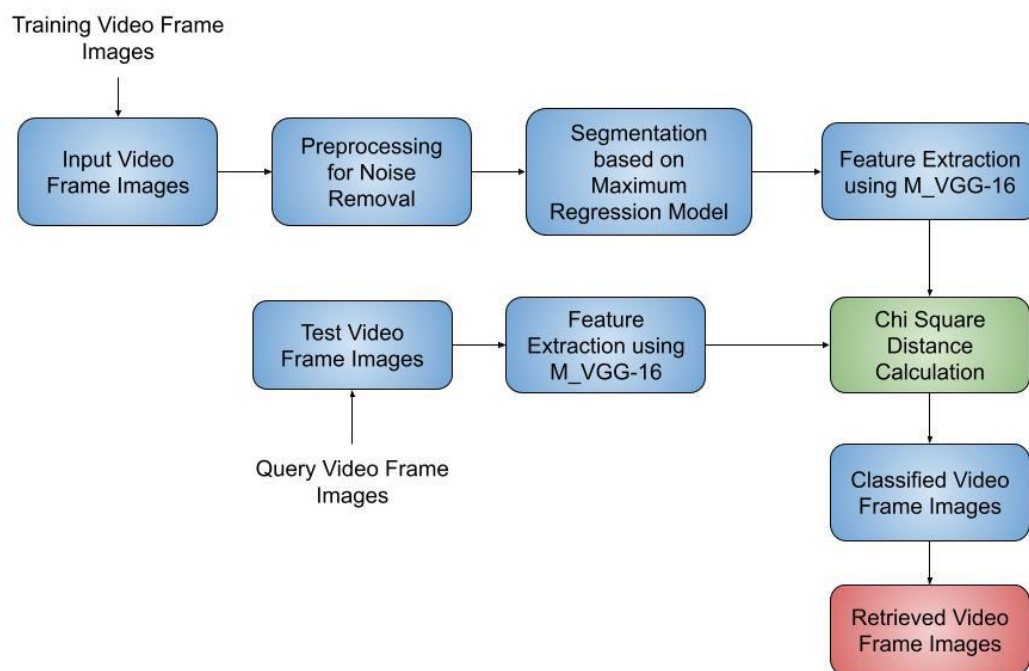 Training Video Frame
Images
Input Video
Frame Images
Preprocessing
for Noise
Removal
Segmentation
based on
Maximum
Regression Model
Feature Extraction
using M_VGG-16
Test Video
Frame Images
Feature
Extraction using
M_VGG-16
Chi Square
Distance
Calculation
Query Video Frame
Images
Classified Video
Frame Images
Retrieved Video
Frame Images